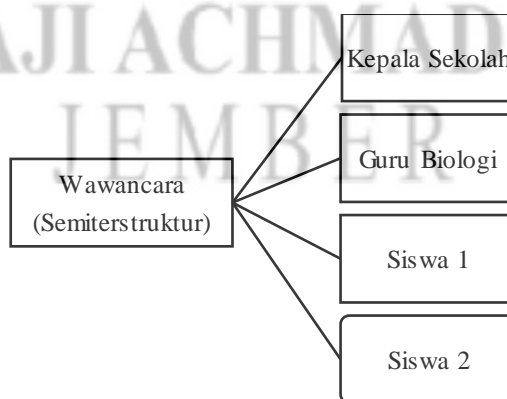 AJI ACHMAD
JEMBER
Kepala Sekolah
Guru Biologi
Wawancara
(Semiterstruktur)
Siswa 1
Siswa 2